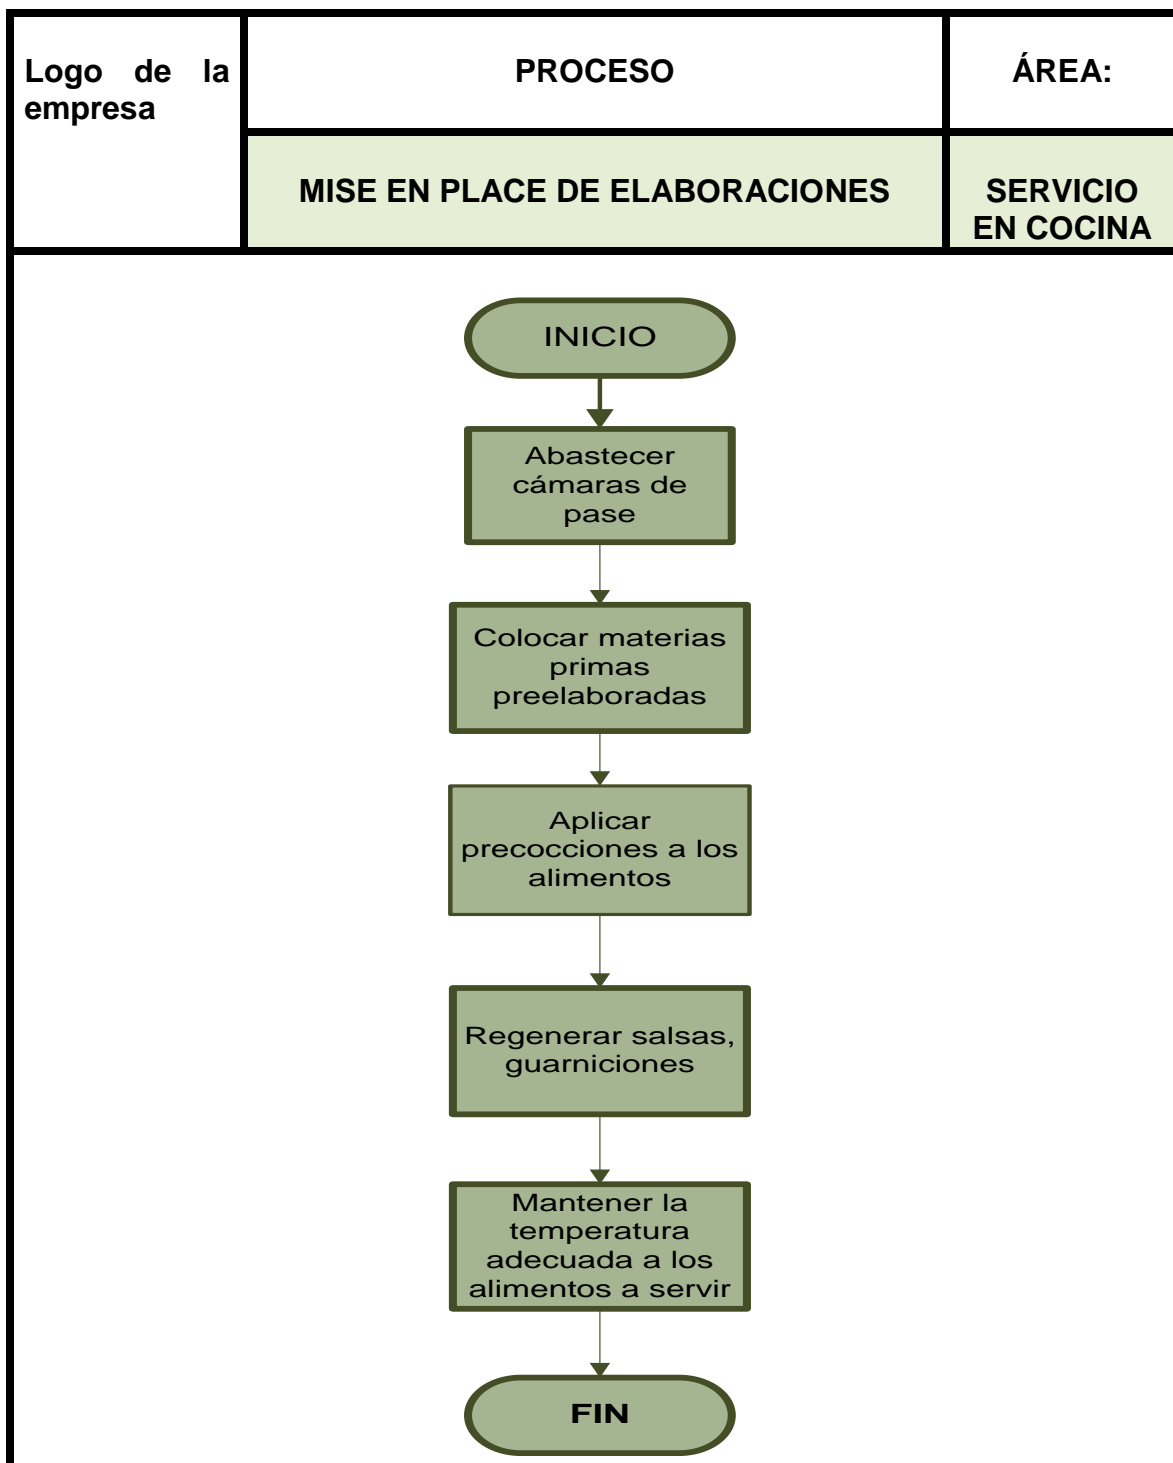 Logo de la
empresa
PROCESO
ÁREA:
MISE EN PLACE DE ELABORACIONES
SERVICIO
EN COCINA
INICIO
Abastecer
cámaras de
pase
Colocar materias
primas
preelaboradas
Aplicar
precocciones a los
alimentos
Regenerar salsas,
guarniciones
Mantener la
temperatura
adecuada a los
alimentos a servir
FIN